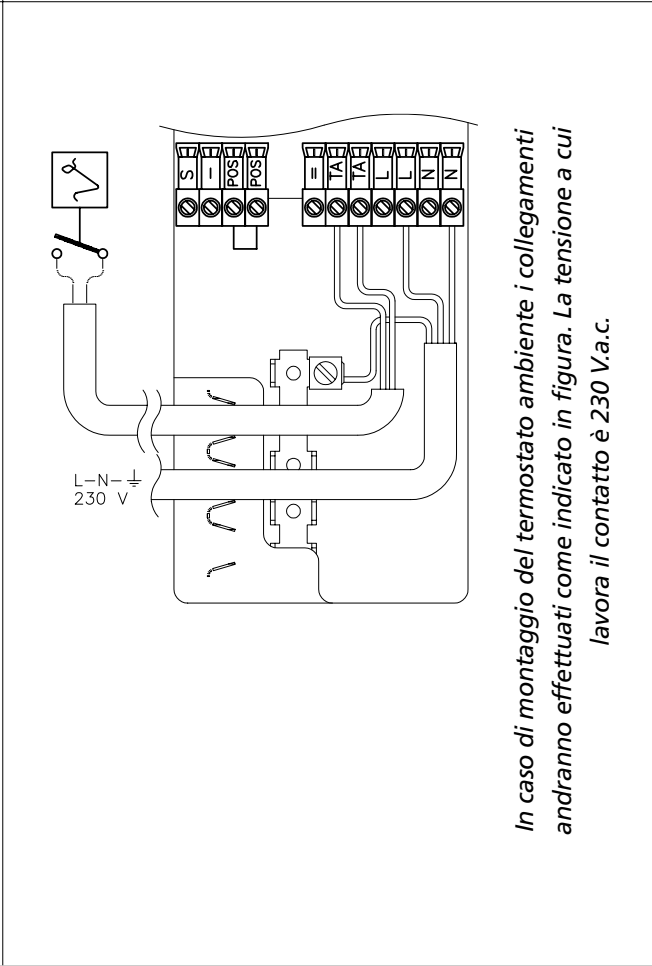 L-N-⏚
230 V
S
-
POS
POS
=
TA
TA
L
L
N
N
In caso di montaggio del termostato ambiente i collegamenti
andranno effettuati come indicato in figura. La tensione a cui
lavora il contatto è 230 V.a.c.